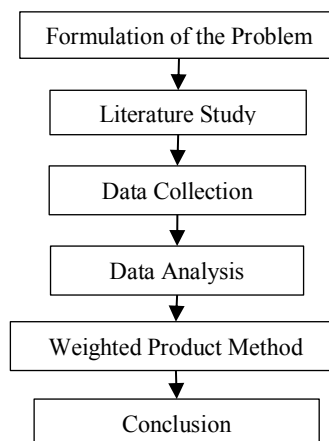 Formulation of the Problem
Literature Study
Data Collection
Data Analysis
Weighted Product Method
Conclusion